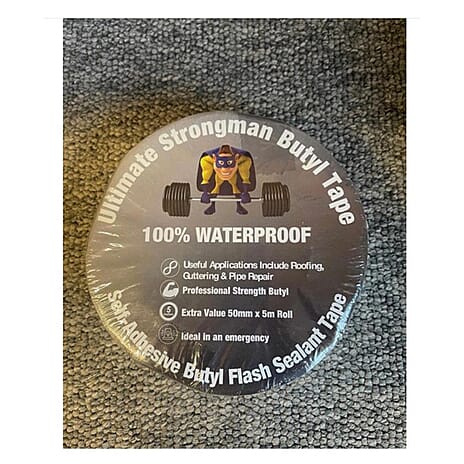 Ultimate Strongman Butyl Tape
100% WATERPROOF
Useful Applications Include Roofing,
Guttering & Pipe Repair
Professional Strength Butyl
5
Extra Value 50mm x 5m Roll
Ideal in an emergency
Self Adhesive Butyl Flash Sealant Tape